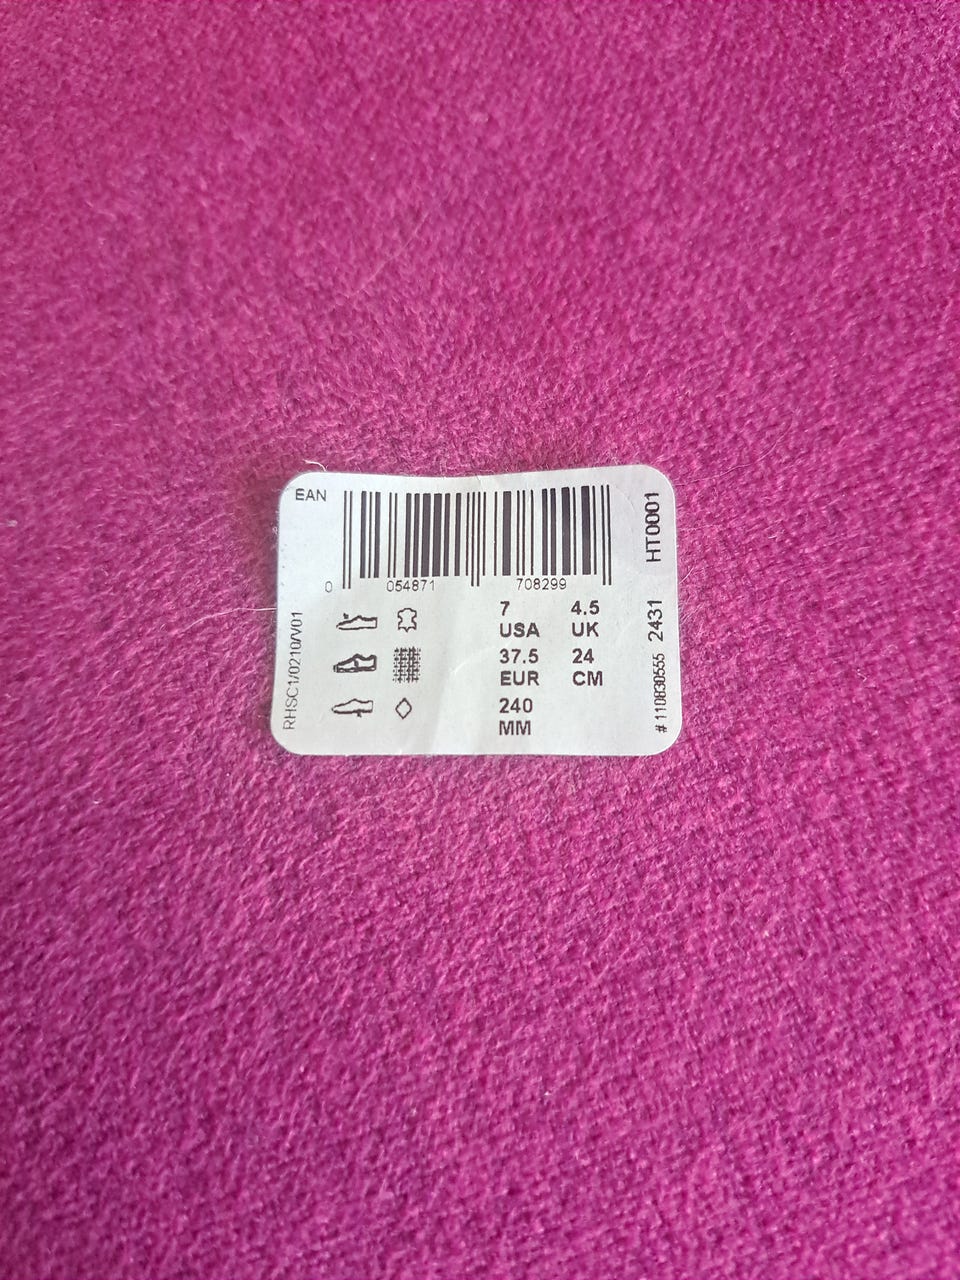 EAN
0 054871 708299
7 4.5
USA UK
37.5 24
EUR CM
240
MM
RHSC1/0210/V01
#110830555 2431 HT0001